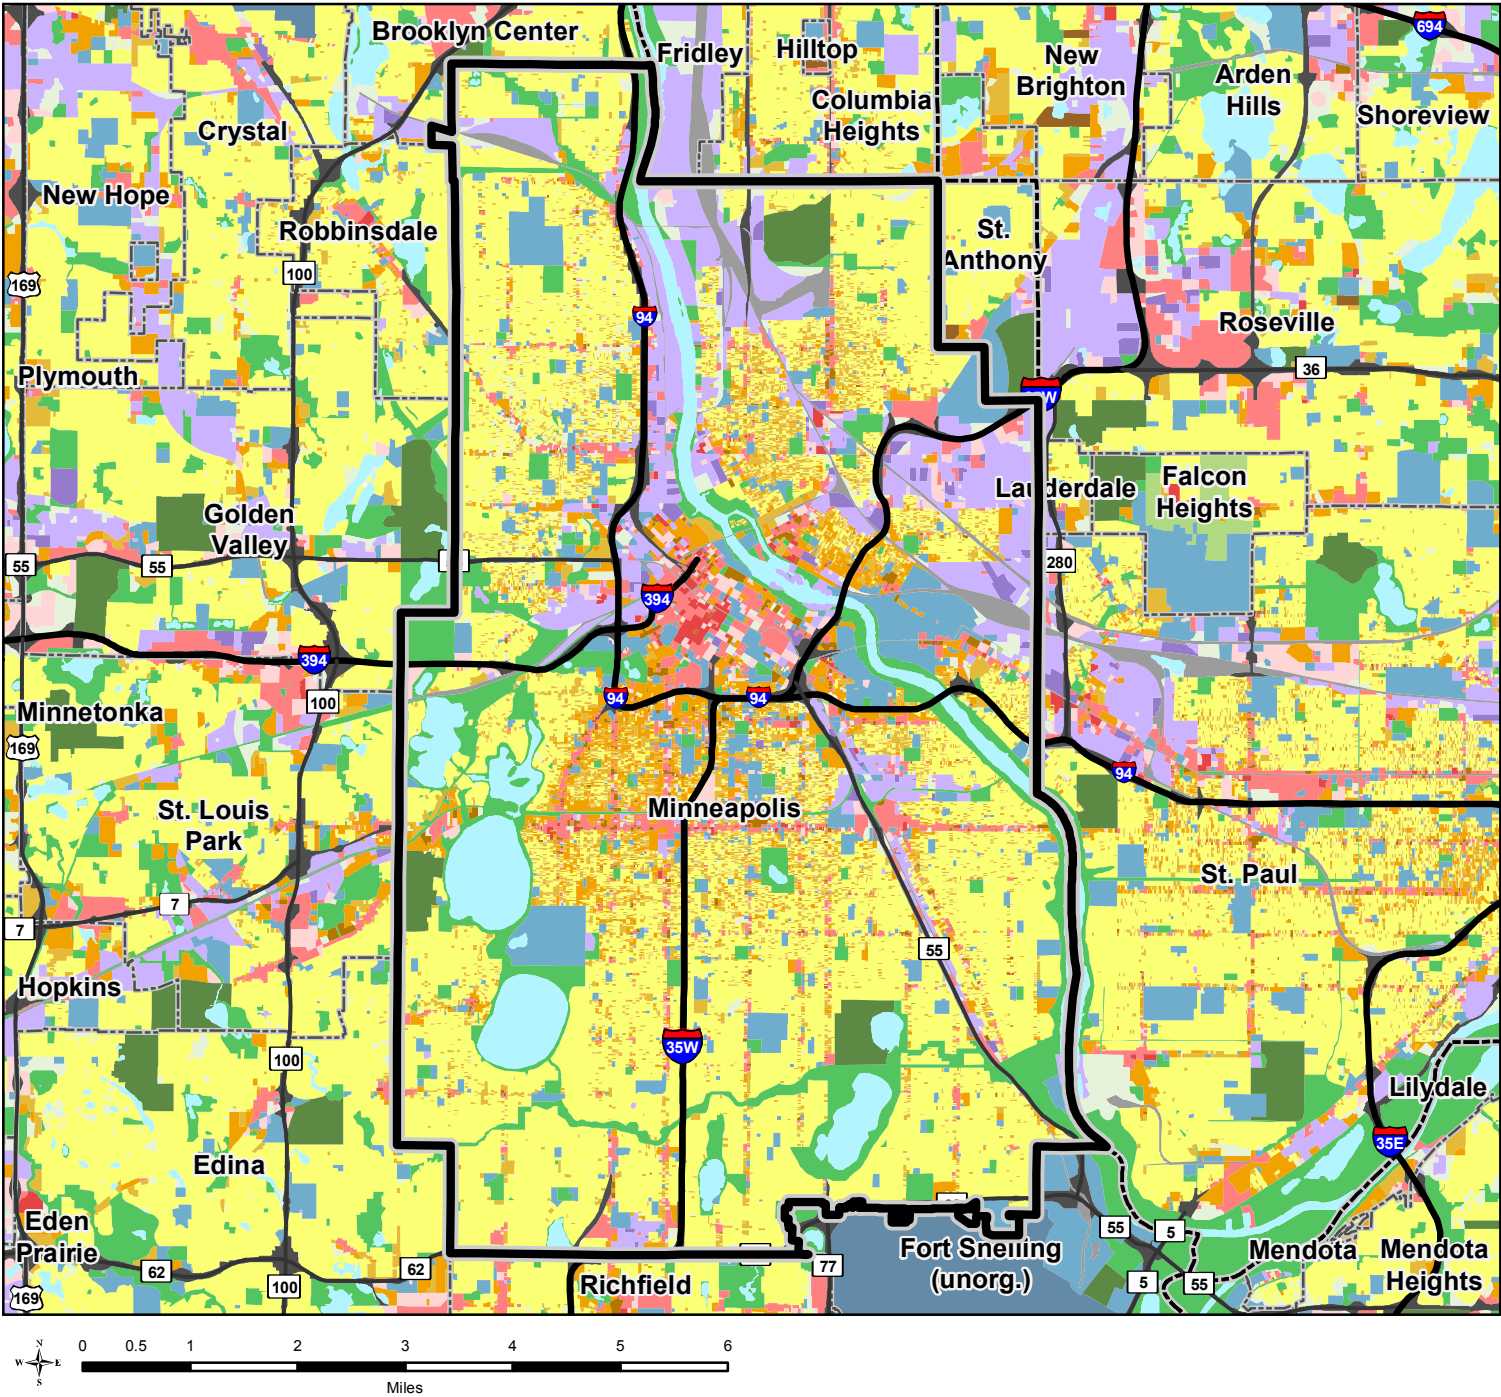 Brooklyn Center
Fridley
Hilltop
New
Brighton
694
Arden
Hills
Shoreview
Columbia
Heights
Crystal
New Hope
Robbinsdale
St.
Anthony
100
169
94
Roseville
36
Plymouth
W
Golden
Valley
Lauderdale
Falcon
Heights
55
55
280
394
394
100
94
94
Minnetonka
169
94
St. Louis
Park
Minneapolis
St. Paul
7
7
55
Hopkins
35W
100
Lilydale
35E
Edina
Eden
Prairie
62
62
100
169
Richfield
77
Fort Snelling
(unorg.)
55
5
5
55
Mendota
Mendota
Heights
N
W
E
S
0 0.5 1 2 3 4 5 6
Miles